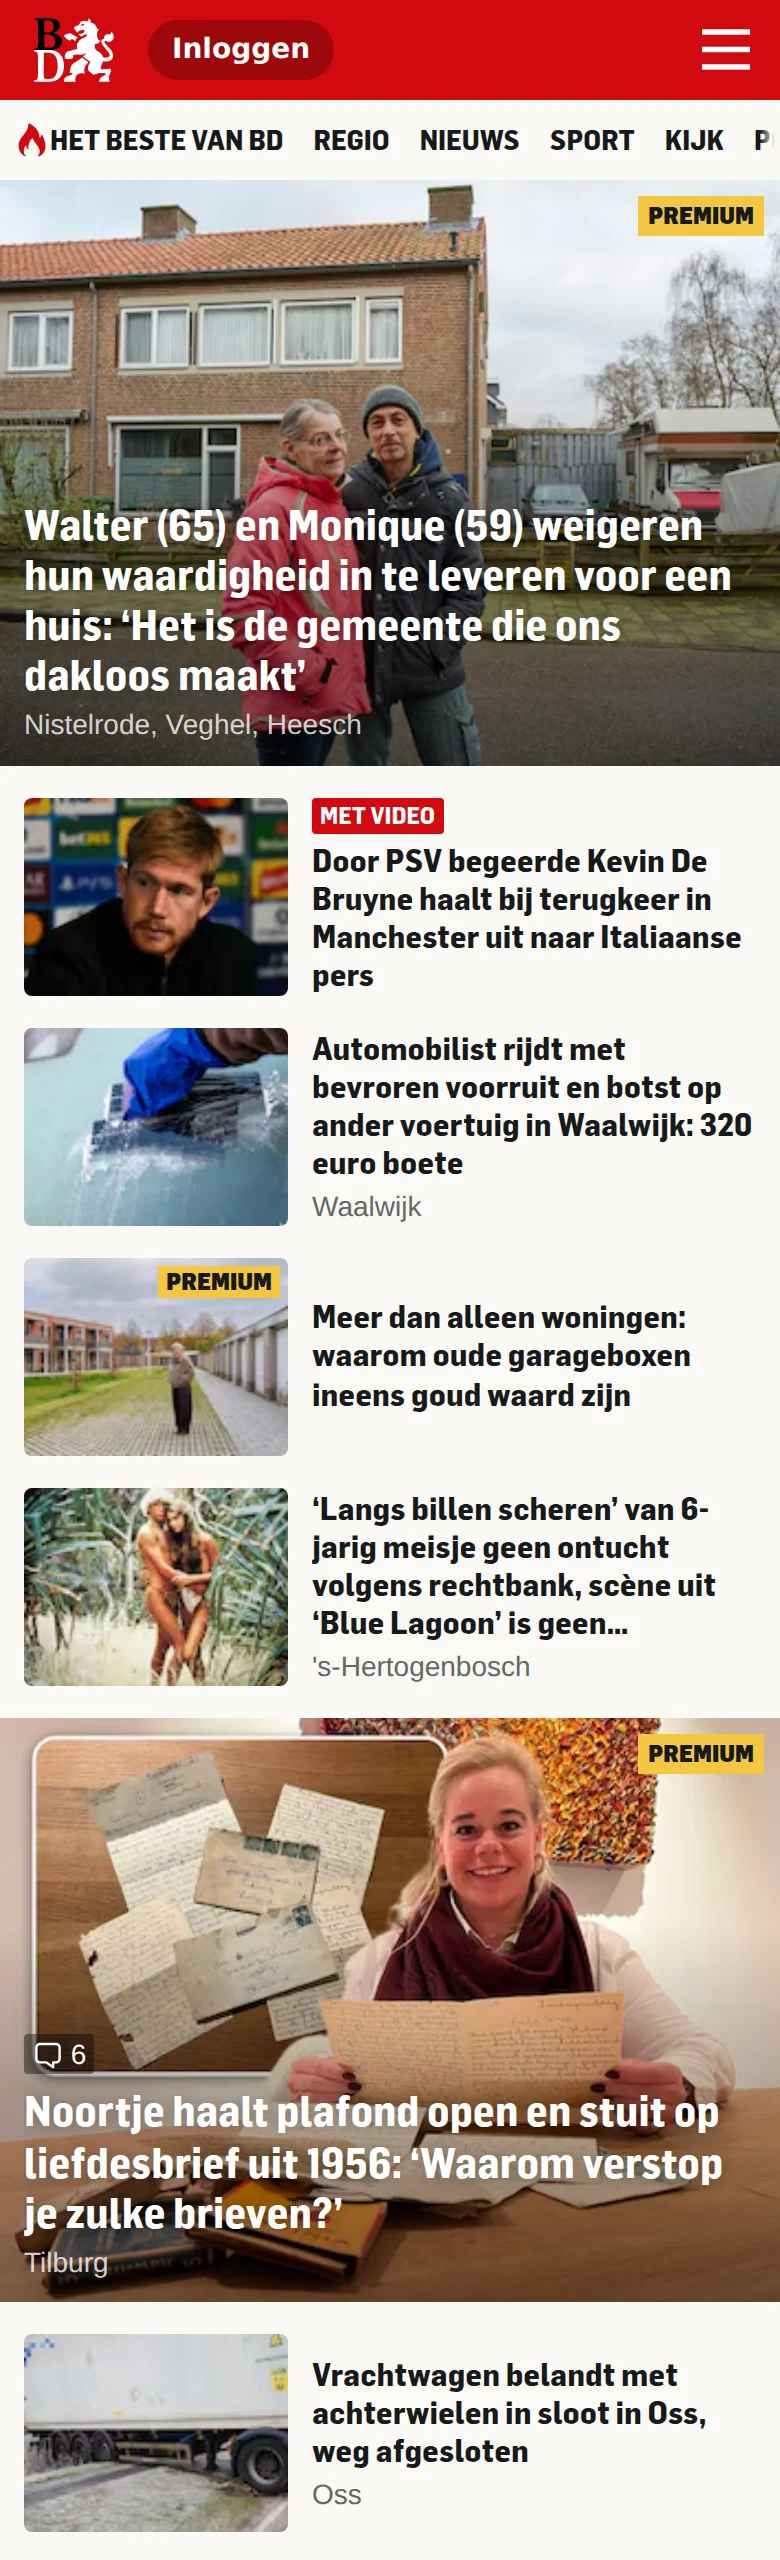 BD
Inloggen
HET BESTE VAN BD REGIO NIEUWS SPORT KIJK
PREMIUM
Walter (65) en Monique (59) weigeren
hun waardigheid in te leveren voor een
huis: ‘Het is de gemeente die ons
dakloos maakt’
Nistelrode, Veghel, Heesch
MET VIDEO
Door PSV begeerde Kevin De
Bruyne haalt bij terugkeer in
Manchester uit naar Italiaanse
pers
Automobilist rijdt met
bevroren voorruit en botst op
ander voertuig in Waalwijk: 320
euro boete
Waalwijk
PREMIUM
Meer dan alleen woningen:
waarom oude garageboxen
ineens goud waard zijn
‘Langs billen scheren’ van 6-
jarig meisje geen ontucht
volgens rechtbank, scène uit
‘Blue Lagoon’ is geen...
's-Hertogenbosch
PREMIUM
6
Noortje haalt plafond open en stuit op
liefdesbrief uit 1956: ‘Waarom verstop
je zulke brieven?’
Tilburg
Vrachtwagen belandt met
achterwielen in sloot in Oss,
weg afgesloten
Oss